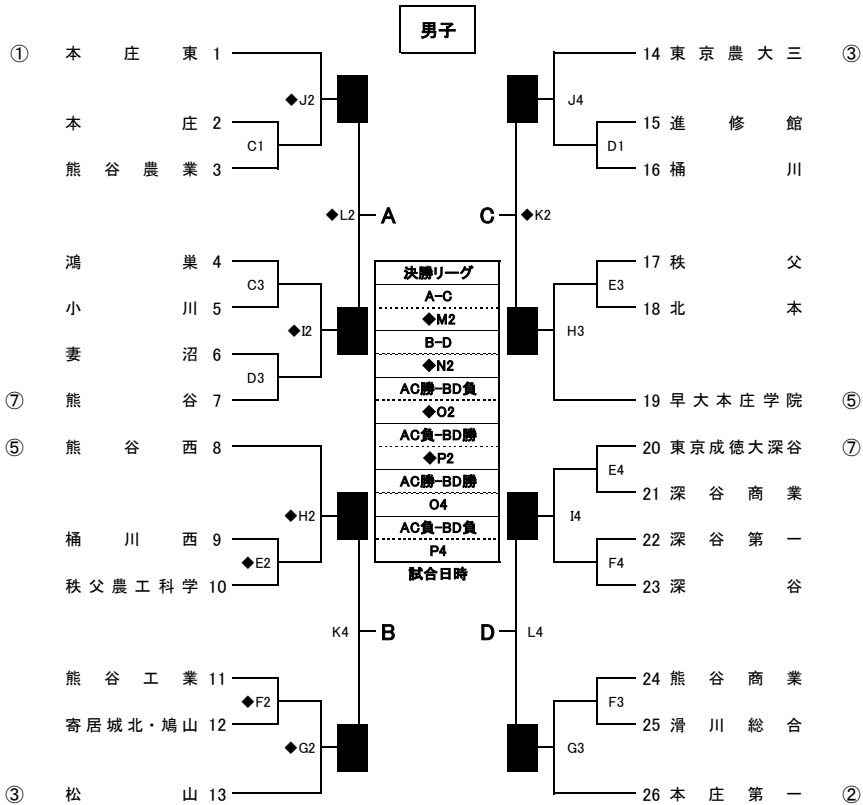 男子
① 本庄東 1
◆J2
本庄 2
C1
熊谷農業 3
◆L2 A
鴻巣 4
C3
小川 5
◆I2
妻沼 6
D3
⑦ 熊谷 7
⑤ 熊谷西 8
◆H2
桶川西 9
◆E2
秩父農工科学 10
K4 B
熊谷工業 11
◆F2
寄居城北・鳩山 12
◆G2
③ 松山 13
決勝リーグ
A-C
◆M2
B-D
◆N2
AC勝-BD負
◆O2
AC負-BD勝
◆P2
AC勝-BD勝
O4
AC負-BD負
P4
試合日時
14 東京農大三 ③
J4
15 進修館
D1
16 桶川
C ◆K2
17 秩父
E3
18 北本
H3
19 早大本庄学院 ⑤
20 東京成徳大深谷 ⑦
E4
21 深谷商業
I4
22 深谷第一
F4
23 深谷
D L4
24 熊谷商業
F3
25 滑川総合
G3
26 本庄第一 ②